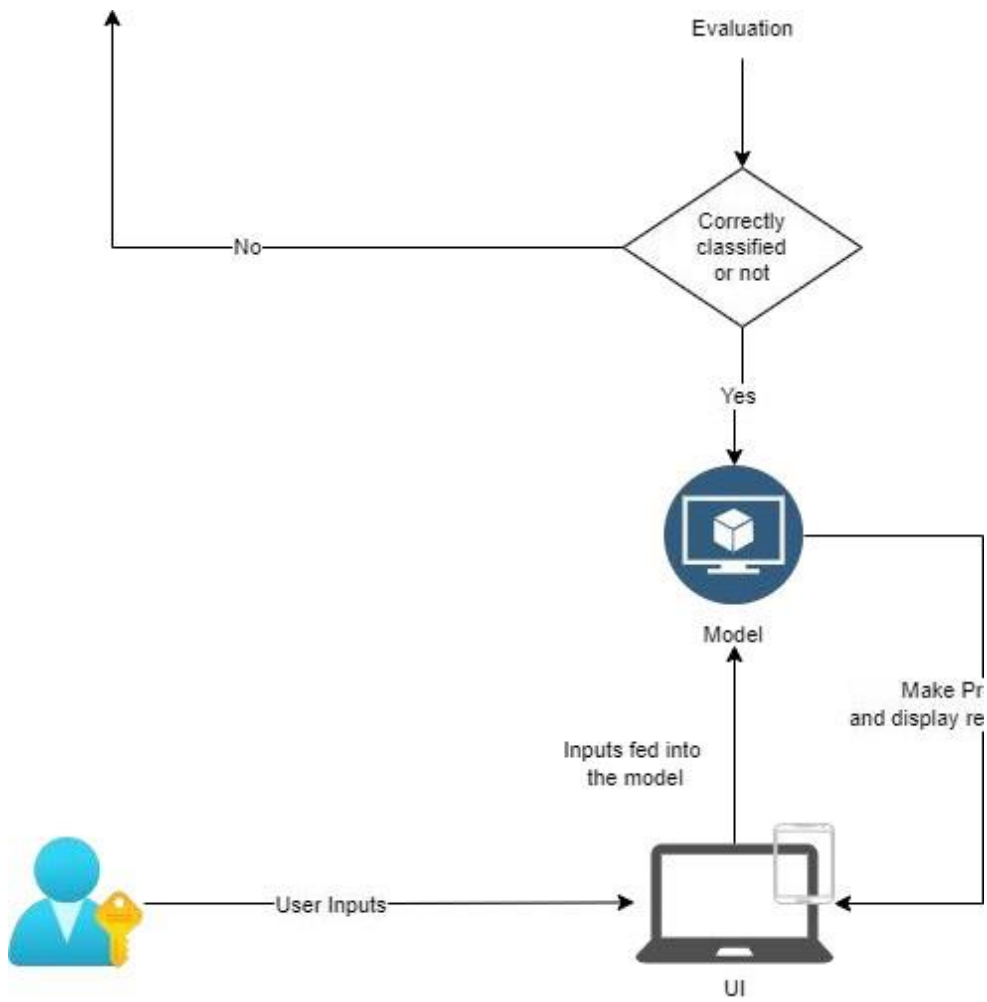 Evaluation
Correctly
classified
or not
No
Yes
Model
Make Pr
and display re
Inputs fed into
the model
User Inputs
UI